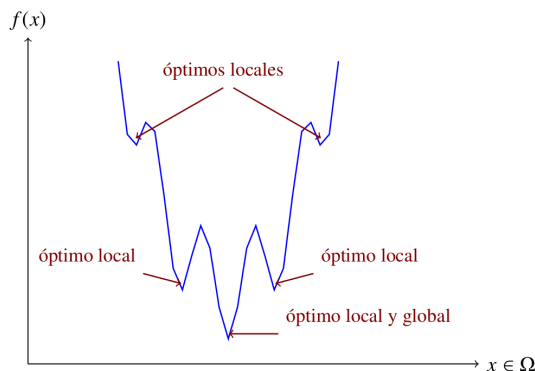 f(x)
óptimos locales
óptimo local
óptimo local
óptimo local y global
x ∈ Ω